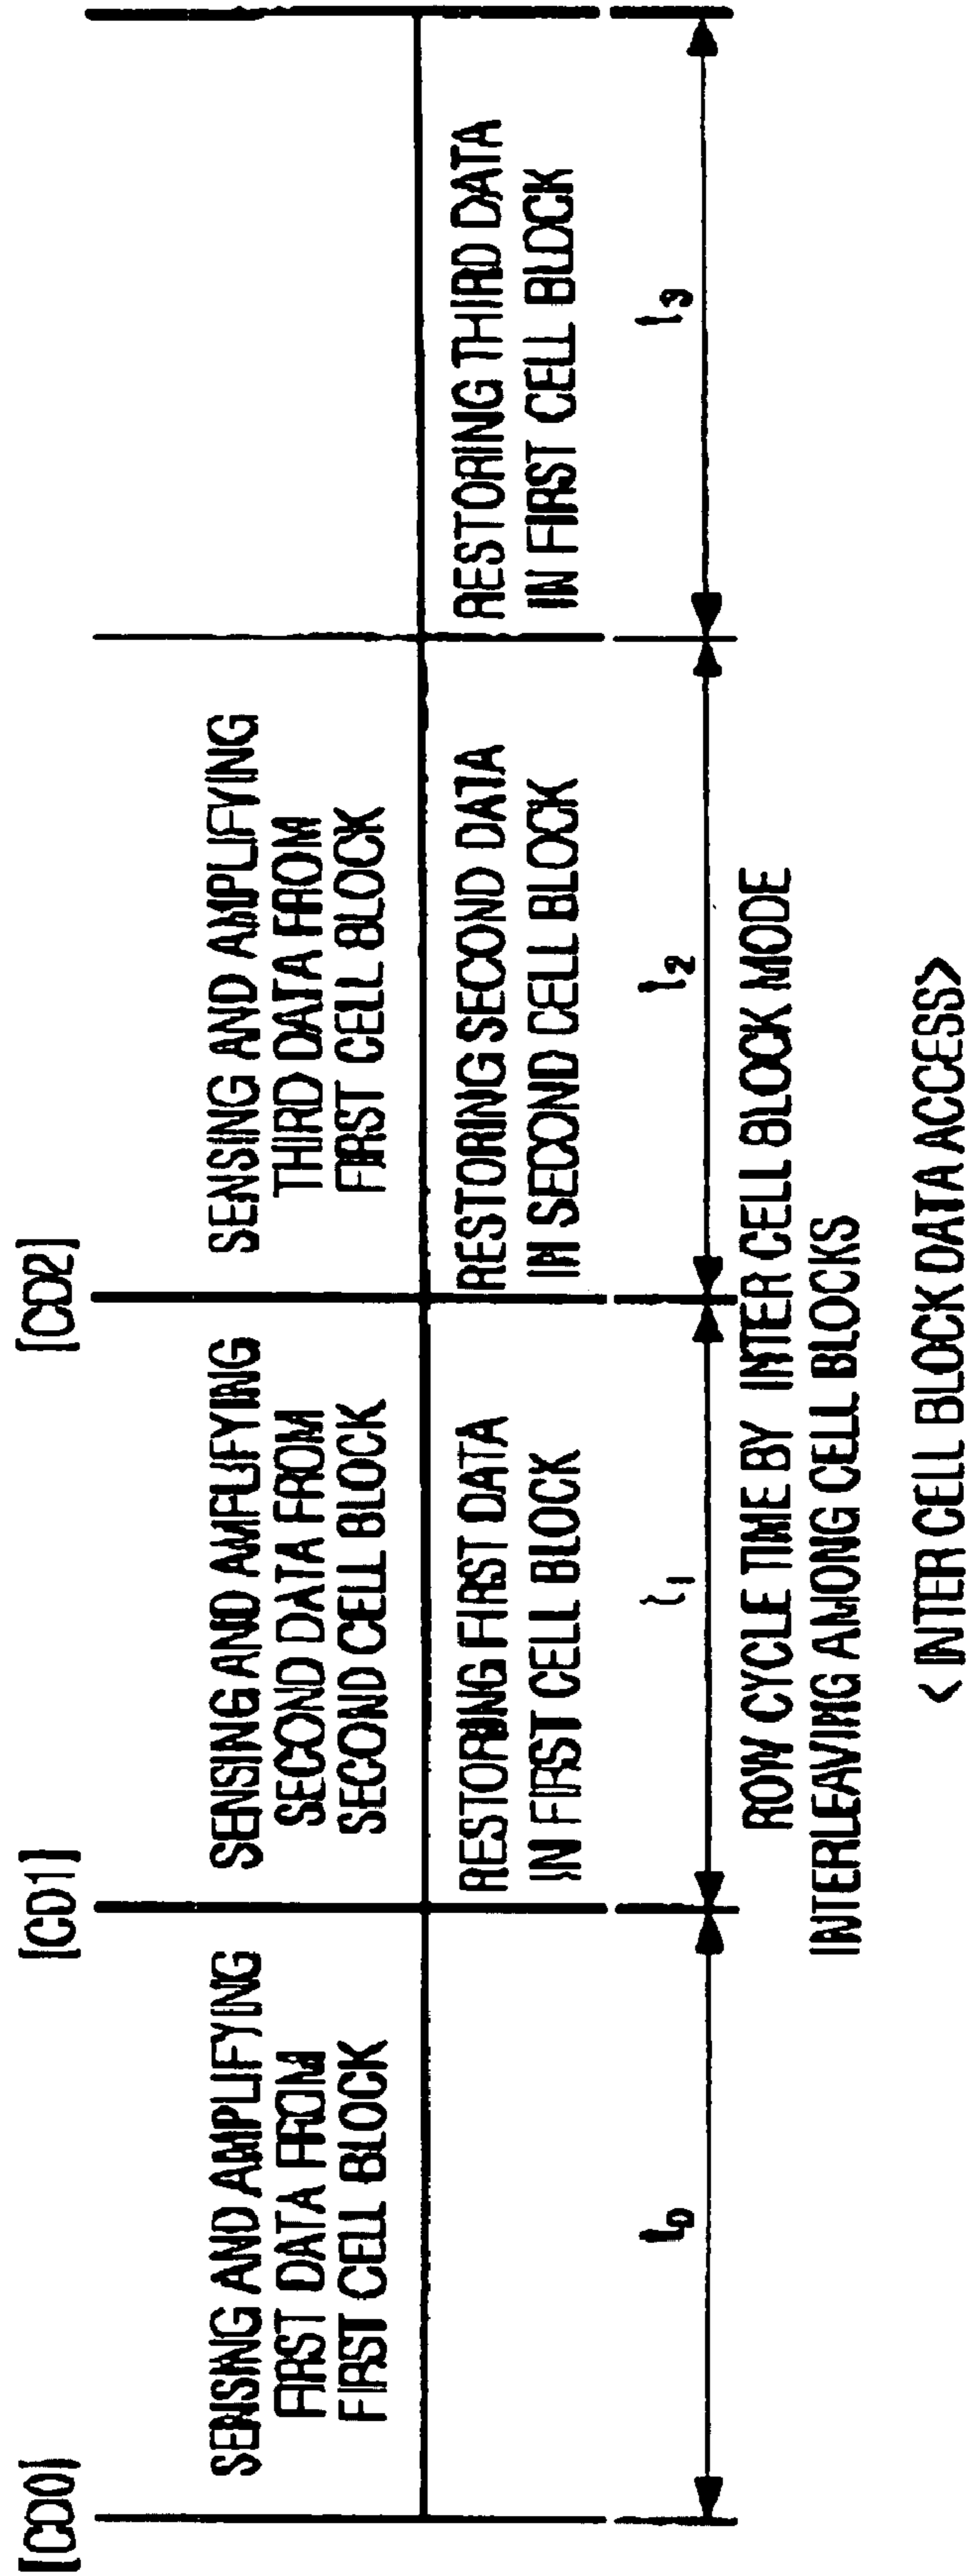 [CD0]
[CD1]
[CD2]
SENSING AND AMPLIFYING
FIRST DATA FROM
FIRST CELL BLOCK
SENSING AND AMPLIFYING
SECOND DATA FROM
SECOND CELL BLOCK
SENSING AND AMPLIFYING
THIRD DATA FROM
FIRST CELL BLOCK
RESTORING FIRST DATA
IN FIRST CELL BLOCK
RESTORING SECOND DATA
IN SECOND CELL BLOCK
RESTORING THIRD DATA
IN FIRST CELL BLOCK
t0
t1
t2
t3
ROW CYCLE TIME BY INTER CELL BLOCK MODE
INTERLEAVING AMONG CELL BLOCKS
< INTER CELL BLOCK DATA ACCESS>